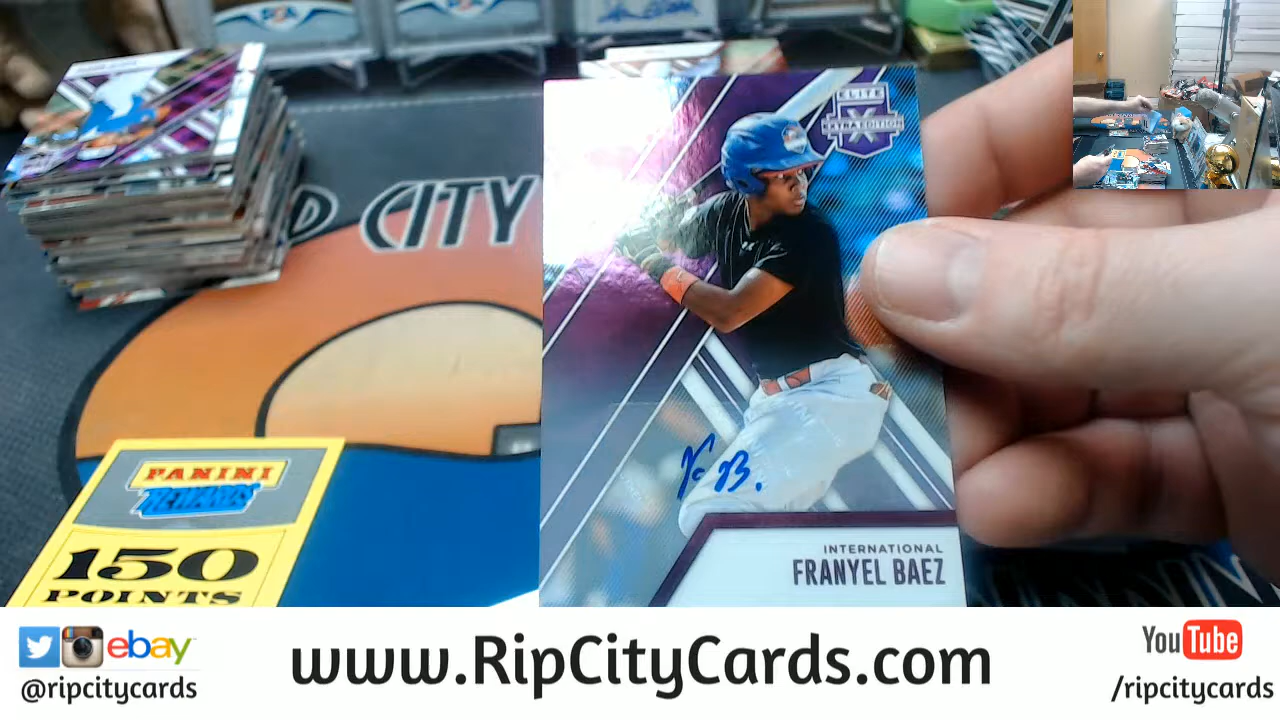 D CITY
ELITE
EXTRA EDITION
INTERNATIONAL
FRANYEL BAEZ
PANINI
REWARDS
150
POINTS
ebay
@ripcitycards
www.RipCityCards.com
YouTube
/ripcitycards